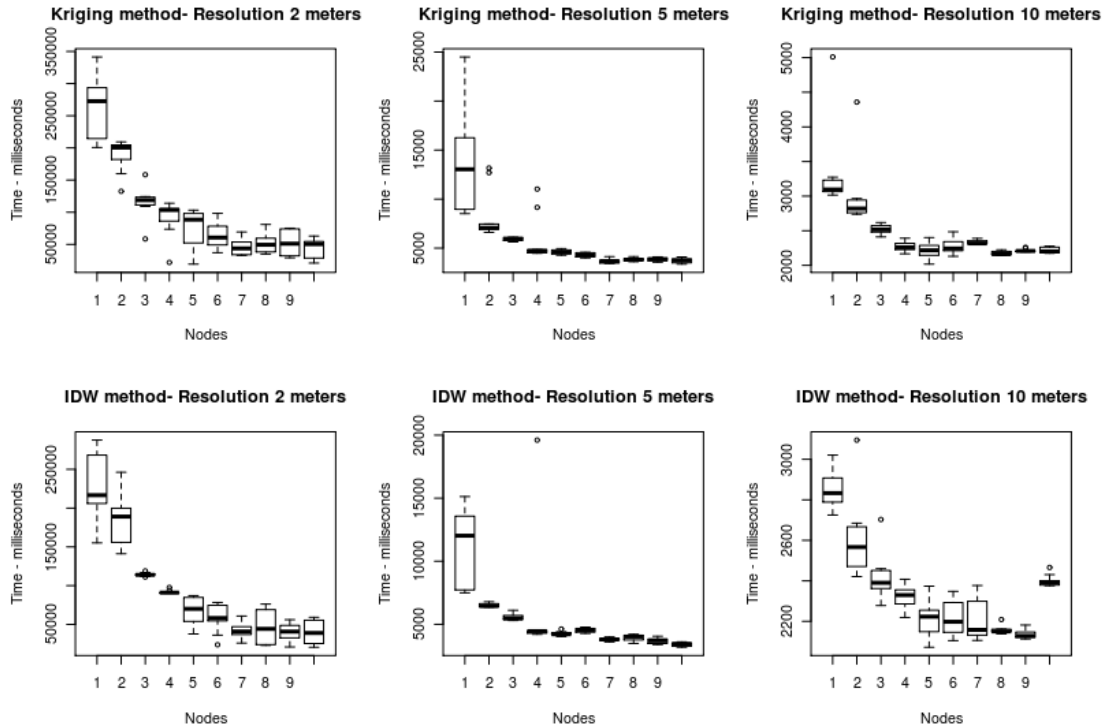 Kriging method- Resolution 2 meters
Time - milliseconds
350000
250000
150000
50000
1 2 3 4 5 6 7 8 9
Nodes
Kriging method- Resolution 5 meters
Time - milliseconds
25000
15000
5000
1 2 3 4 5 6 7 8 9
Nodes
Kriging method- Resolution 10 meters
Time - milliseconds
5000
4000
3000
2000
1 2 3 4 5 6 7 8 9
Nodes
IDW method- Resolution 2 meters
Time - milliseconds
250000
150000
50000
1 2 3 4 5 6 7 8 9
Nodes
IDW method- Resolution 5 meters
Time - milliseconds
20000
15000
10000
5000
1 2 3 4 5 6 7 8 9
Nodes
IDW method- Resolution 10 meters
Time - milliseconds
3000
2600
2200
1 2 3 4 5 6 7 8 9
Nodes